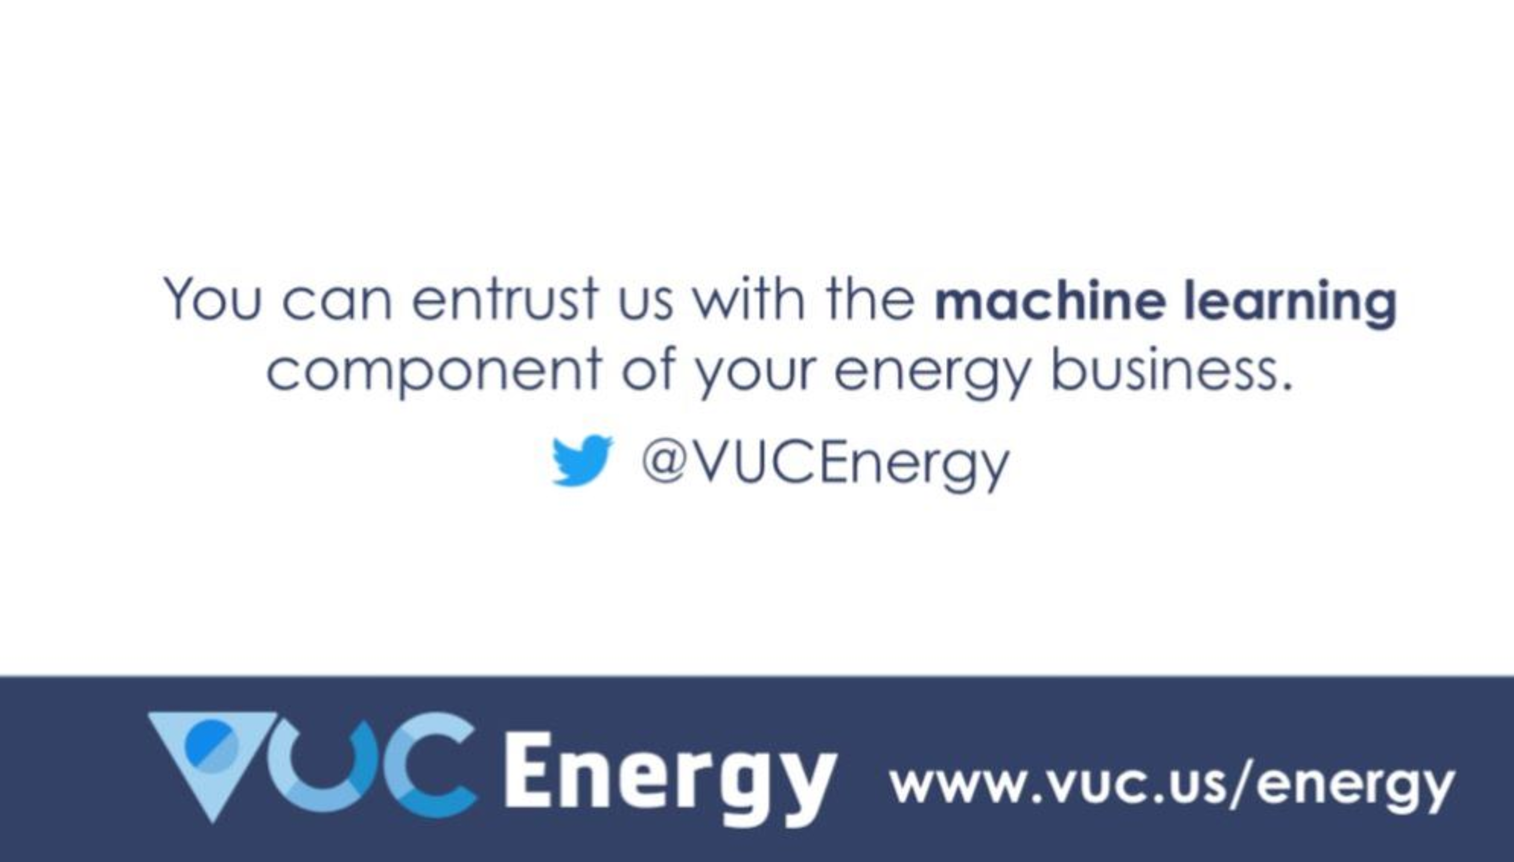 You can entrust us with the machine learning
component of your energy business.
@VUCEnergy
VUC Energy www.vuc.us/energy